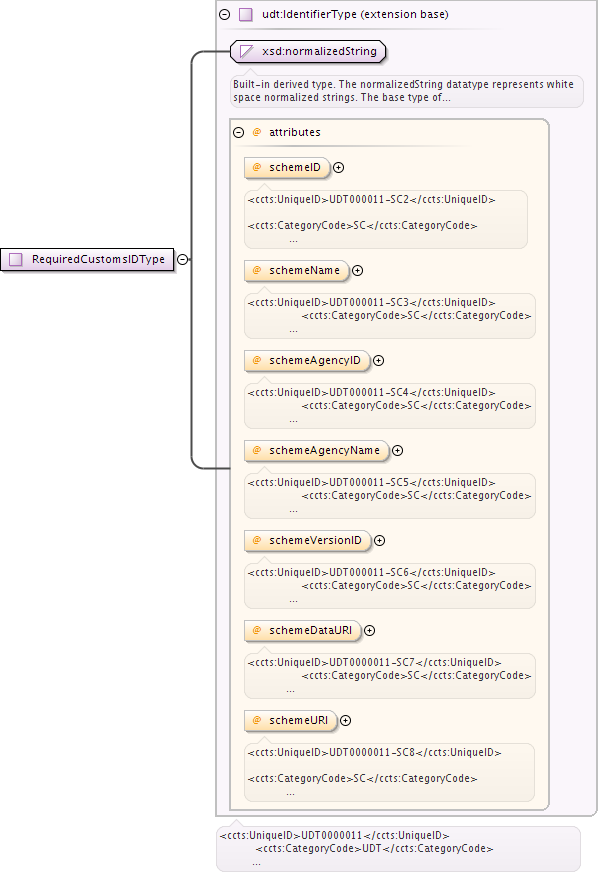 udt:IdentifierType (extension base)
xsd:normalizedString
Built-in derived type. The normalizedString datatype represents white
space normalized strings. The base type of...
@ attributes
@ schemeID
<ccts:UniqueID>UDT000011-SC2</ccts:UniqueID>
<ccts:CategoryCode>SC</ccts:CategoryCode>
...
RequiredCustomsIDType
@ schemeName
<ccts:UniqueID>UDT000011-SC3</ccts:UniqueID>
<ccts:CategoryCode>SC</ccts:CategoryCode>
...
@ schemeAgencyID
<ccts:UniqueID>UDT000011-SC4</ccts:UniqueID>
<ccts:CategoryCode>SC</ccts:CategoryCode>
...
@ schemeAgencyName
<ccts:UniqueID>UDT000011-SC5</ccts:UniqueID>
<ccts:CategoryCode>SC</ccts:CategoryCode>
...
@ schemeVersionID
<ccts:UniqueID>UDT000011-SC6</ccts:UniqueID>
<ccts:CategoryCode>SC</ccts:CategoryCode>
...
@ schemeDataURI
<ccts:UniqueID>UDT0000011-SC7</ccts:UniqueID>
<ccts:CategoryCode>SC</ccts:CategoryCode>
...
@ schemeURI
<ccts:UniqueID>UDT0000011-SC8</ccts:UniqueID>
<ccts:CategoryCode>SC</ccts:CategoryCode>
...
<ccts:UniqueID>UDT0000011</ccts:UniqueID>
<ccts:CategoryCode>UDT</ccts:CategoryCode>
...